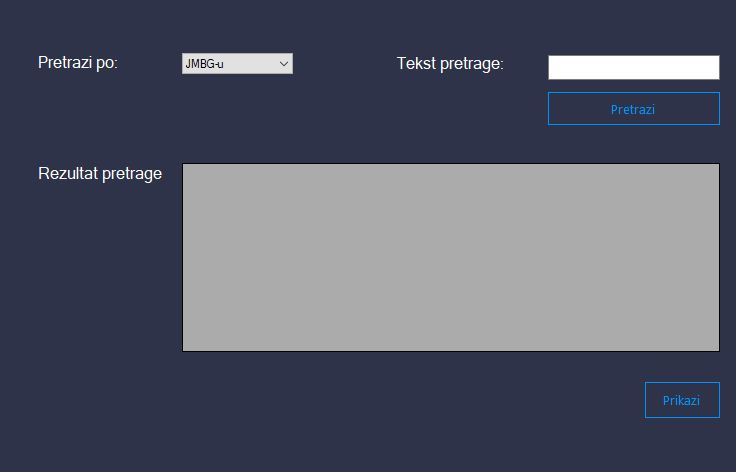 Pretrazi po:
JMBG-u
Tekst pretrage:
Pretrazi
Rezultat pretrage
Prikazi